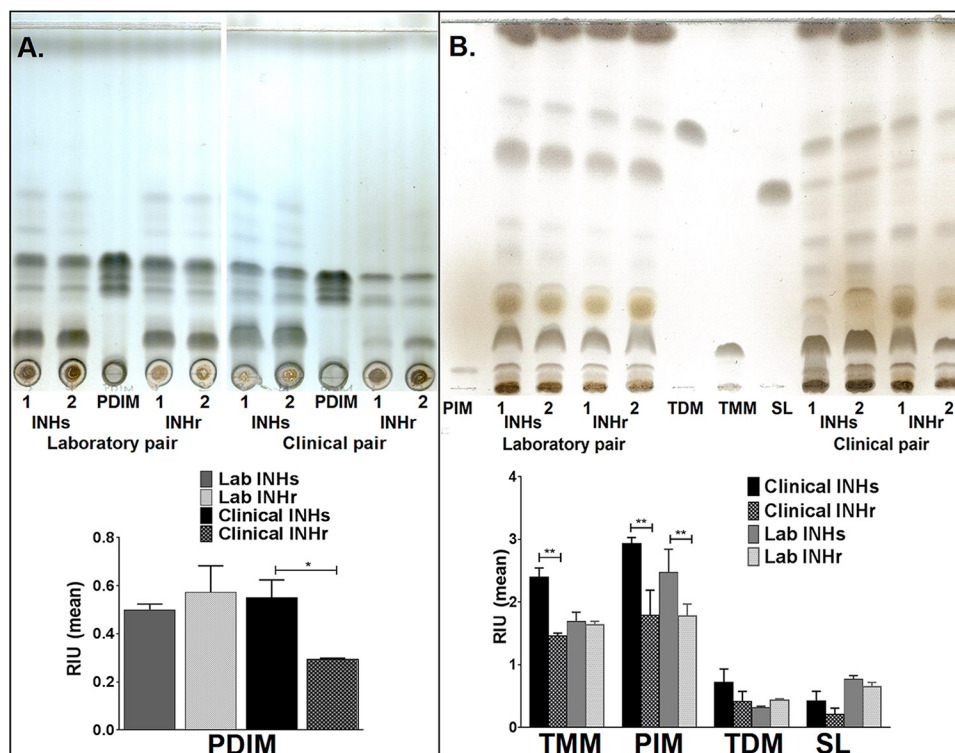 A.
PDIM
1 2 PDIM 1 2 1 2 PDIM 1 2
INHs INHr INHs INHr
Laboratory pair Clinical pair
Lab INHs
Lab INHr
Clinical INHs
Clinical INHr
0.8
0.6
0.4
0.2
0.0
RIU (mean)
*
PDIM
B.
PIM 1 2 1 2 TDM TMM SL 1 2 1 2
INHs INHr INHs INHr
Laboratory pair Clinical pair
Clinical INHs
Clinical INHr
Lab INHs
Lab INHr
4
3
2
1
0
RIU (mean)
** ** **
TMM PIM TDM SL